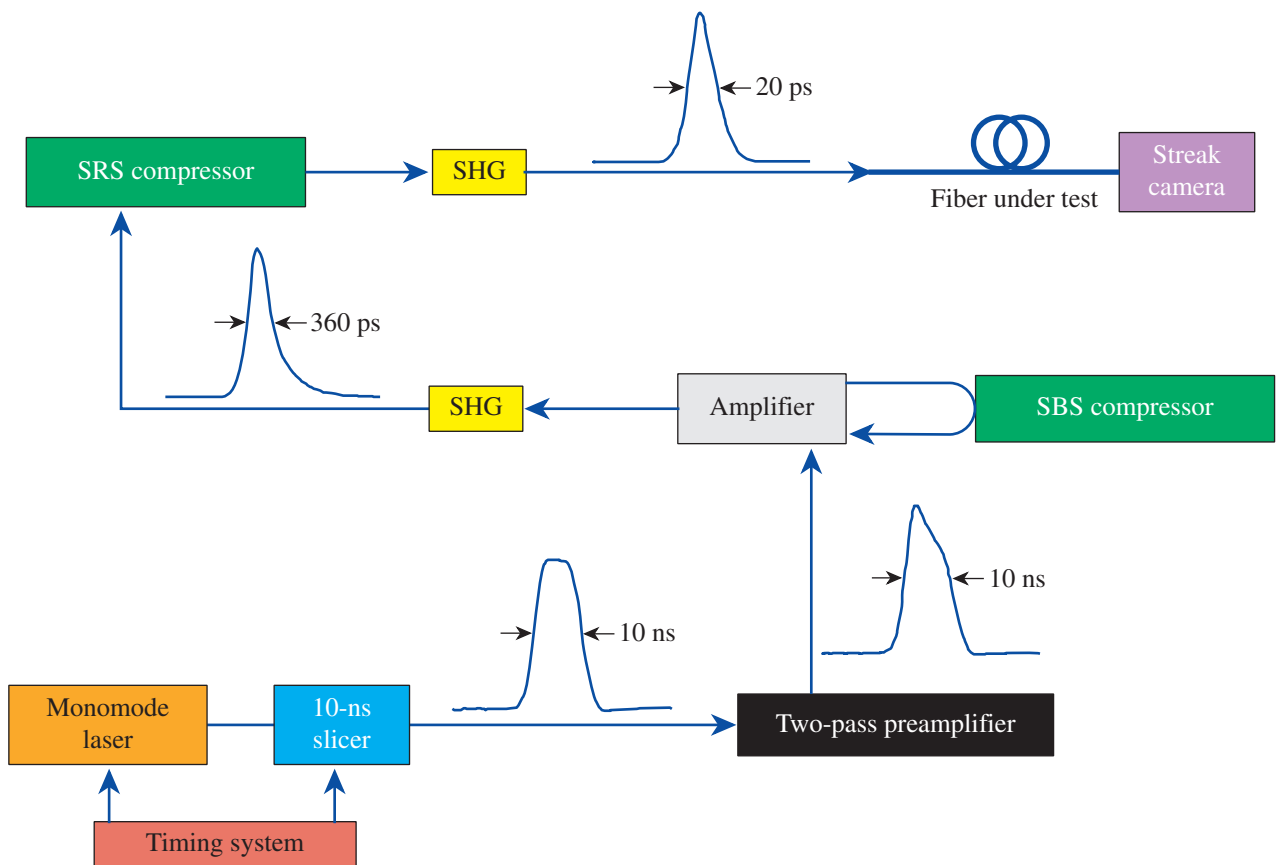 20 ps
SRS compressor
SHG
Streak
camera
Fiber under test
360 ps
SHG
Amplifier
SBS compressor
10 ns
10 ns
Monomode
laser
10-ns
slicer
Two-pass preamplifier
Timing system